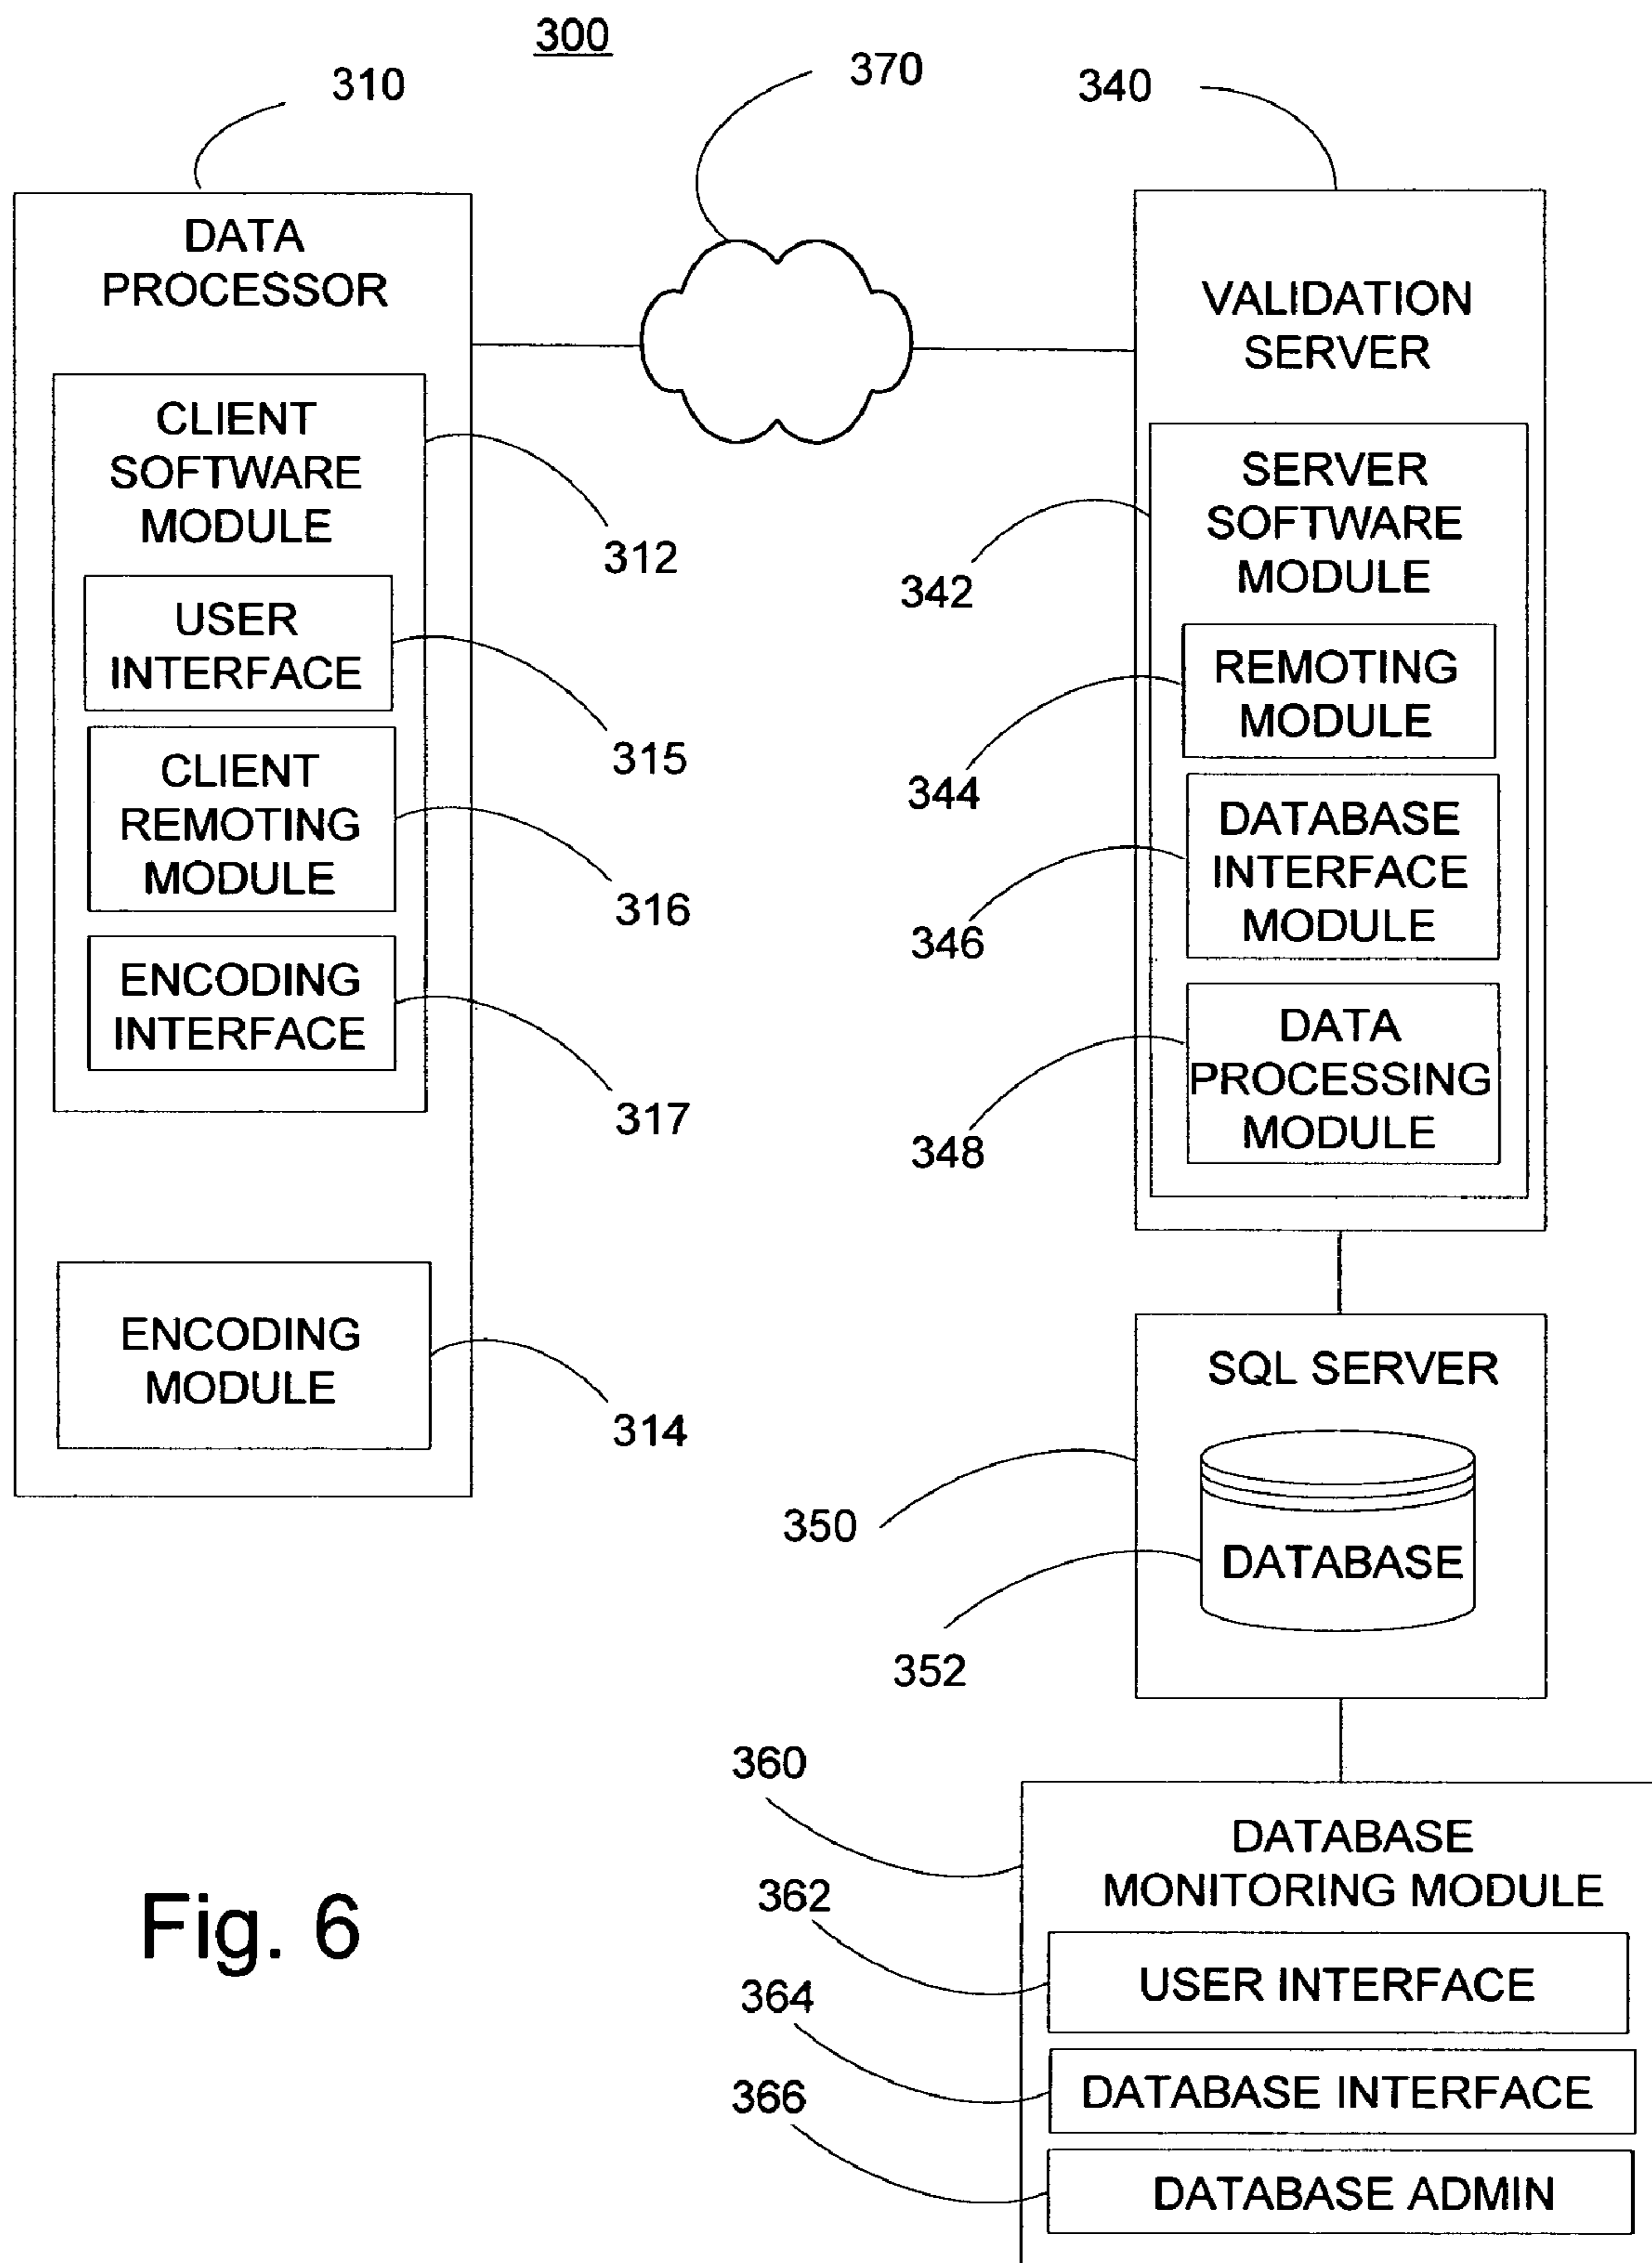 300
310
370
340
DATA
PROCESSOR
CLIENT
SOFTWARE
MODULE
312
USER
INTERFACE
315
CLIENT
REMOTING
MODULE
316
ENCODING
INTERFACE
317
ENCODING
MODULE
314
VALIDATION
SERVER
SERVER
SOFTWARE
MODULE
342
REMOTING
MODULE
344
DATABASE
INTERFACE
MODULE
346
DATA
PROCESSING
MODULE
348
SQL SERVER
350
DATABASE
352
360
DATABASE
MONITORING MODULE
362
USER INTERFACE
364
DATABASE INTERFACE
366
DATABASE ADMIN
Fig. 6